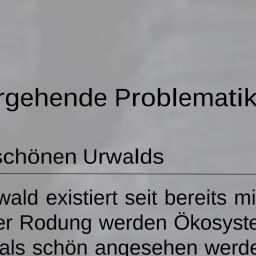 rgehende Problematik
schönen Urwalds
wald existiert seit bereits mi
er Rodung werden Ökosyste
als schön angesehen werde